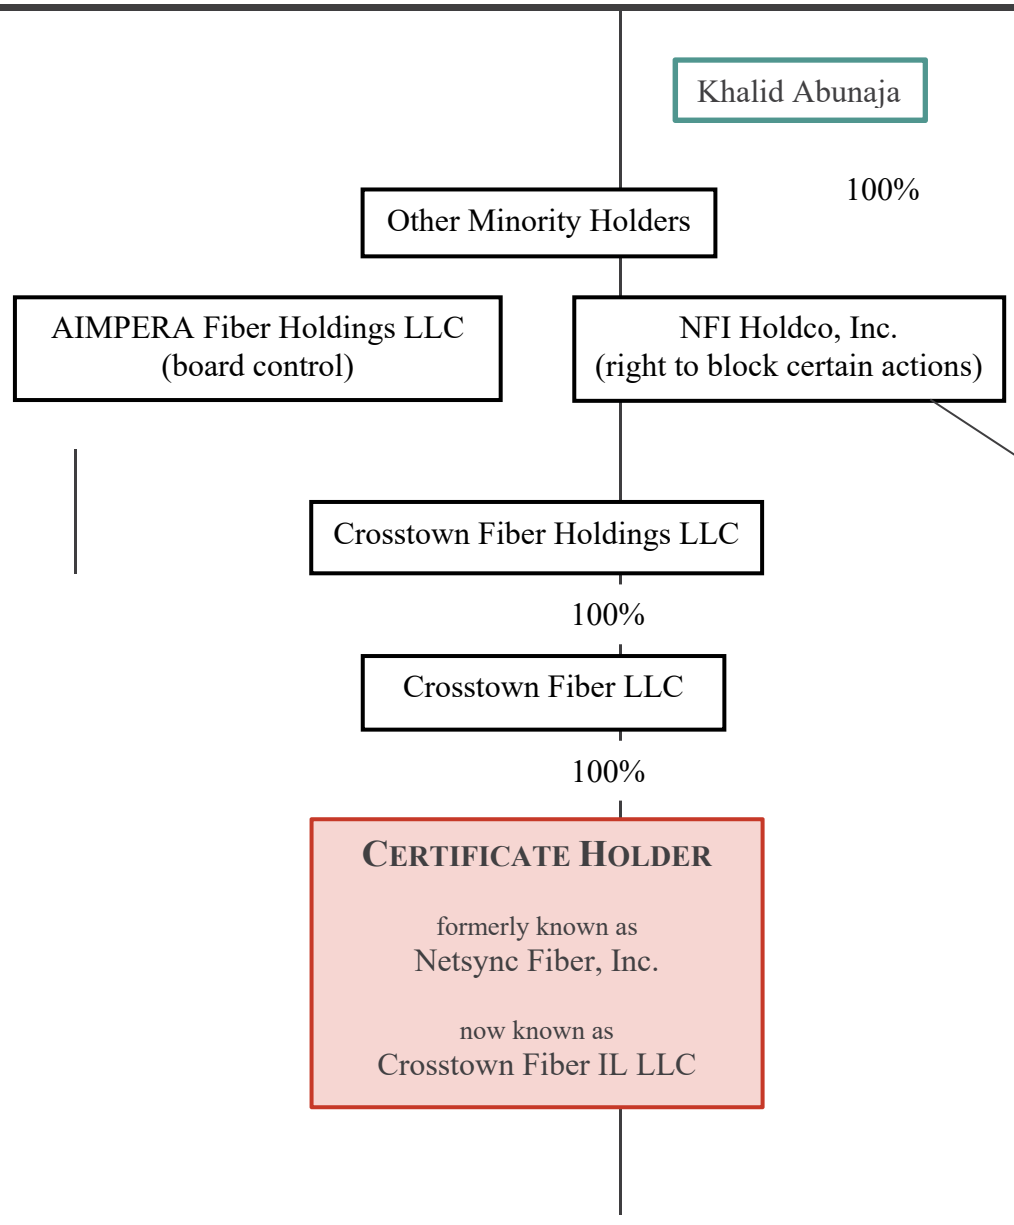 Khalid Abunaja
100%
Other Minority Holders
AIMPERA Fiber Holdings LLC
(board control)
NFI Holdco, Inc.
(right to block certain actions)
Crosstown Fiber Holdings LLC
100%
Crosstown Fiber LLC
100%
CERTIFICATE HOLDER
formerly known as
Netsync Fiber, Inc.
now known as
Crosstown Fiber IL LLC